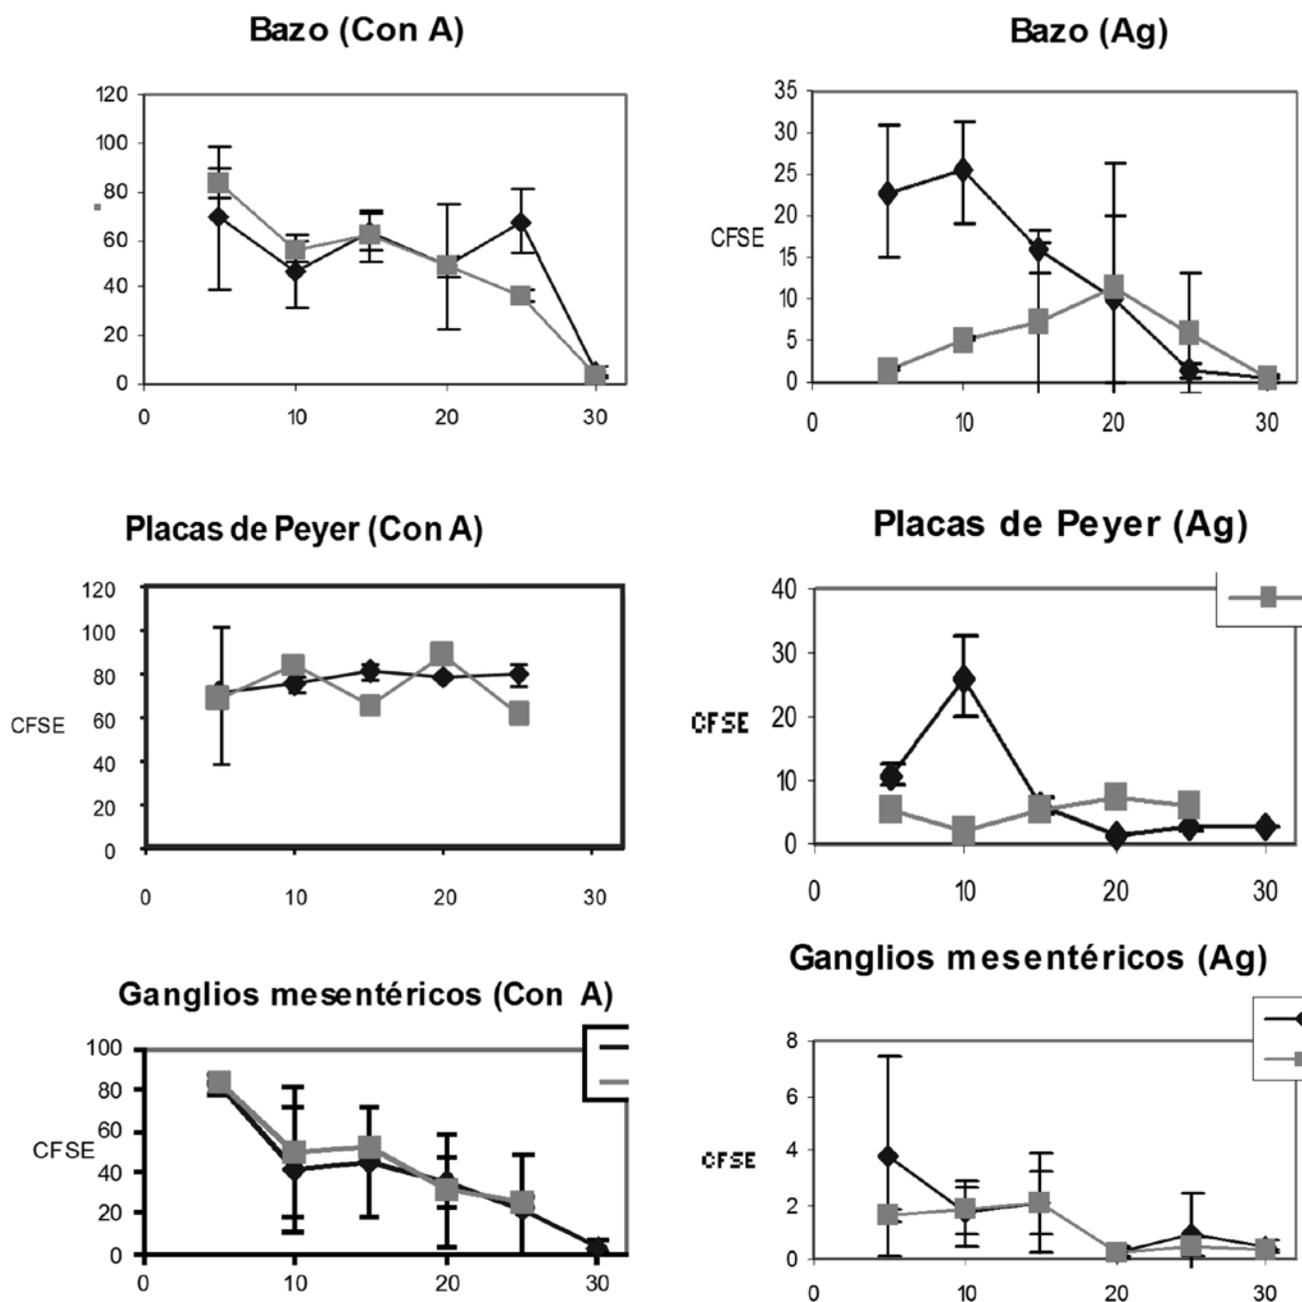 Bazo (Con A)
120
100
80
60
40
20
0
0 10 20 30
Bazo (Ag)
35
30
25
20
15
10
5
0
CFSE
0 10 20 30
Placas de Peyer (Con A)
120
100
80
60
40
20
0
CFSE
0 10 20 30
Placas de Peyer (Ag)
40
30
20
10
0
CFSE
0 10 20 30
Ganglios mesentéricos (Con A)
100
80
60
40
20
0
CFSE
0 10 20 30
Ganglios mesentéricos (Ag)
8
6
4
2
0
CFSE
0 10 20 30